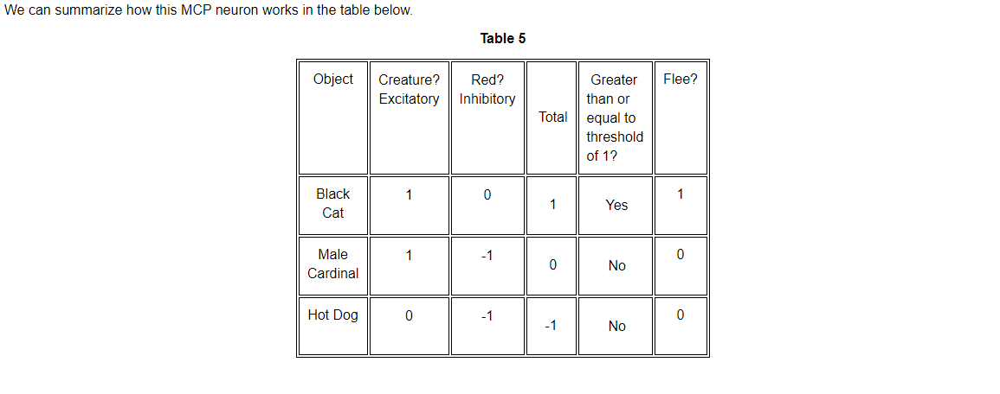 We can summarize how this MCP neuron works in the table below.
Table 5
Object
Creature?
Excitatory
Red?
Inhibitory
Total
Greater
than or
equal to
threshold
of 1?
Flee?
Black
Cat
1
0
1
Yes
1
Male
Cardinal
1
-1
0
No
0
Hot Dog
0
-1
-1
No
0